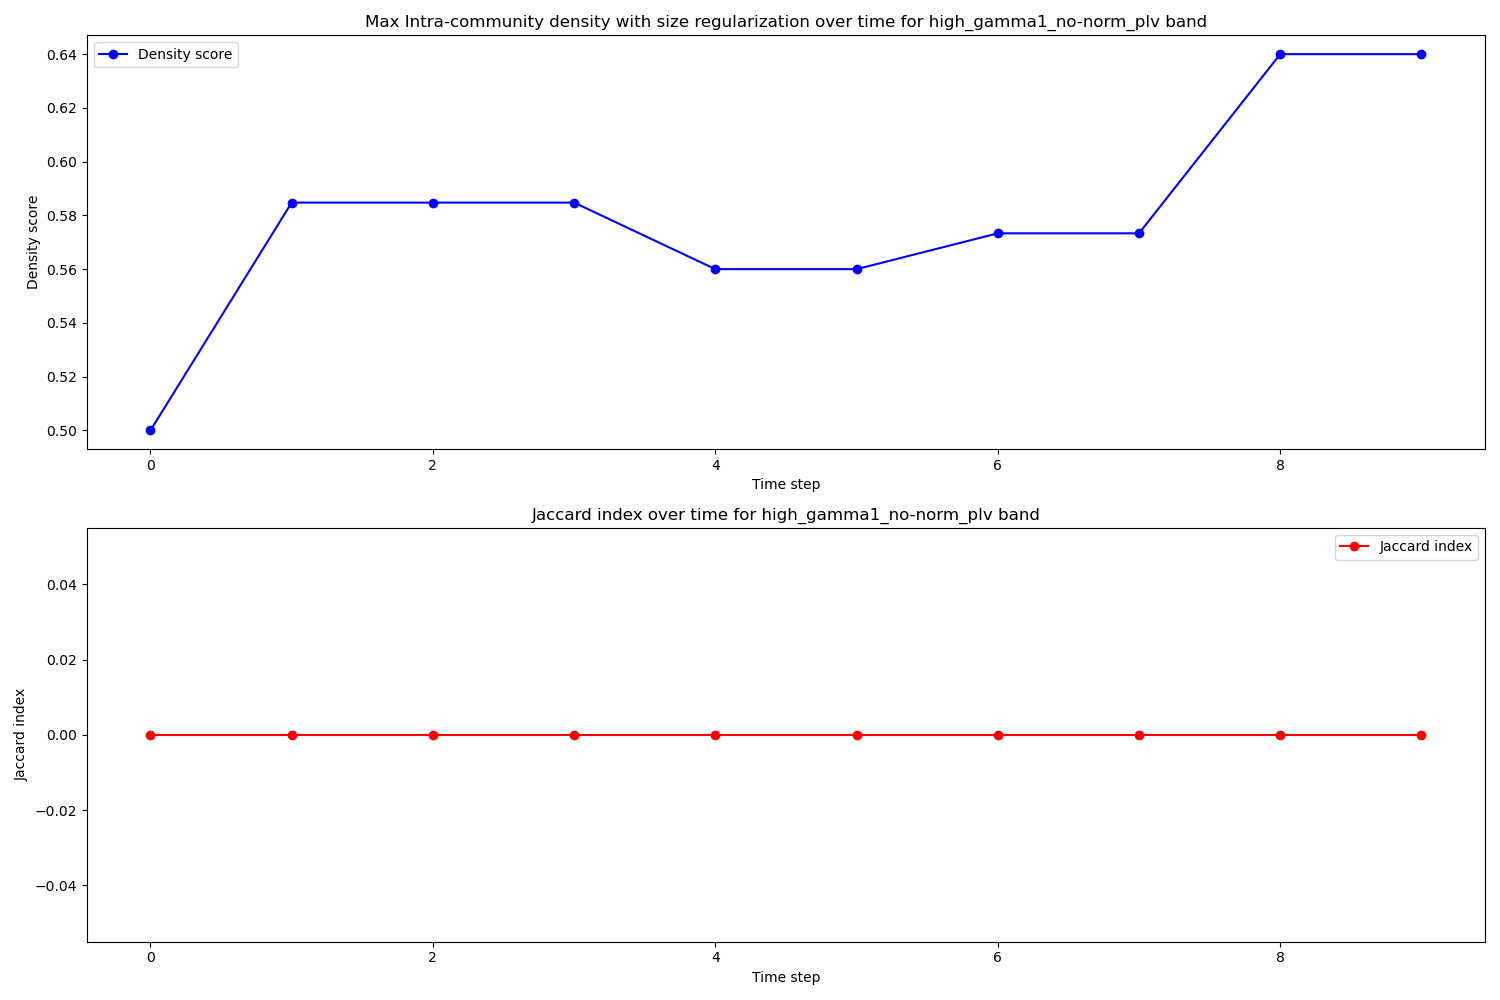 Max Intra-community density with size regularization over time for high_gamma1_no-norm_plv band
Density score
0.64
0.62
0.60
0.58
0.56
0.54
0.52
0.50
Density score
0 2 4 6 8
Time step
Jaccard index over time for high_gamma1_no-norm_plv band
Jaccard index
0.04
0.02
0.00
−0.02
−0.04
Jaccard index
0 2 4 6 8
Time step